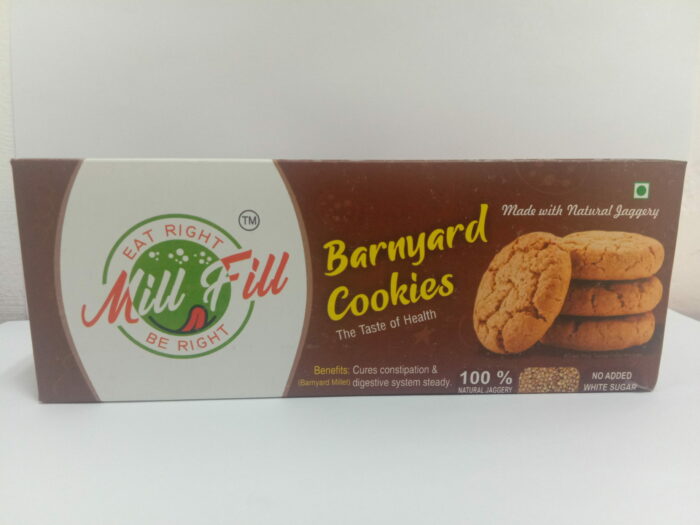 EAT RIGHT
TM
Mill Fill
BE RIGHT
Made with Natural Jaggery
Barnyard
Cookies
The Taste of Health
Benefits: Cures constipation &
(Barnyard Millet) digestive system steady.
100 %
NATURAL JAGGERY
NO ADDED
WHITE SUGAR